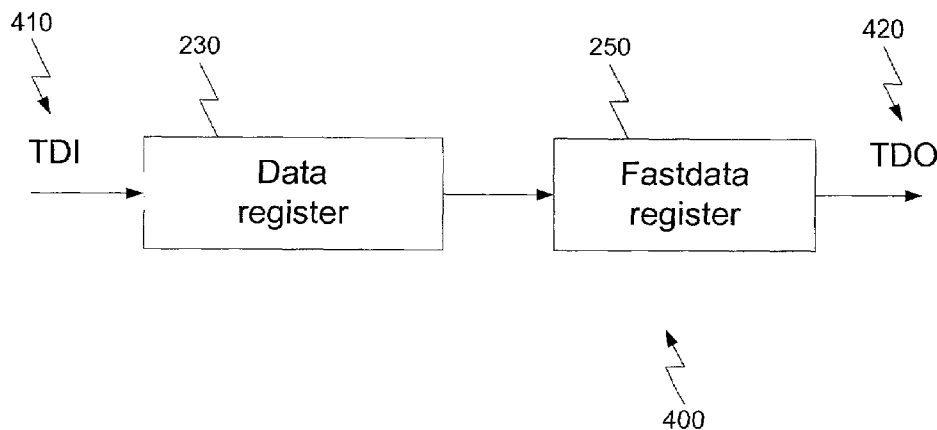 410
230
250
420
TDI
Data
register
Fastdata
register
TDO
400